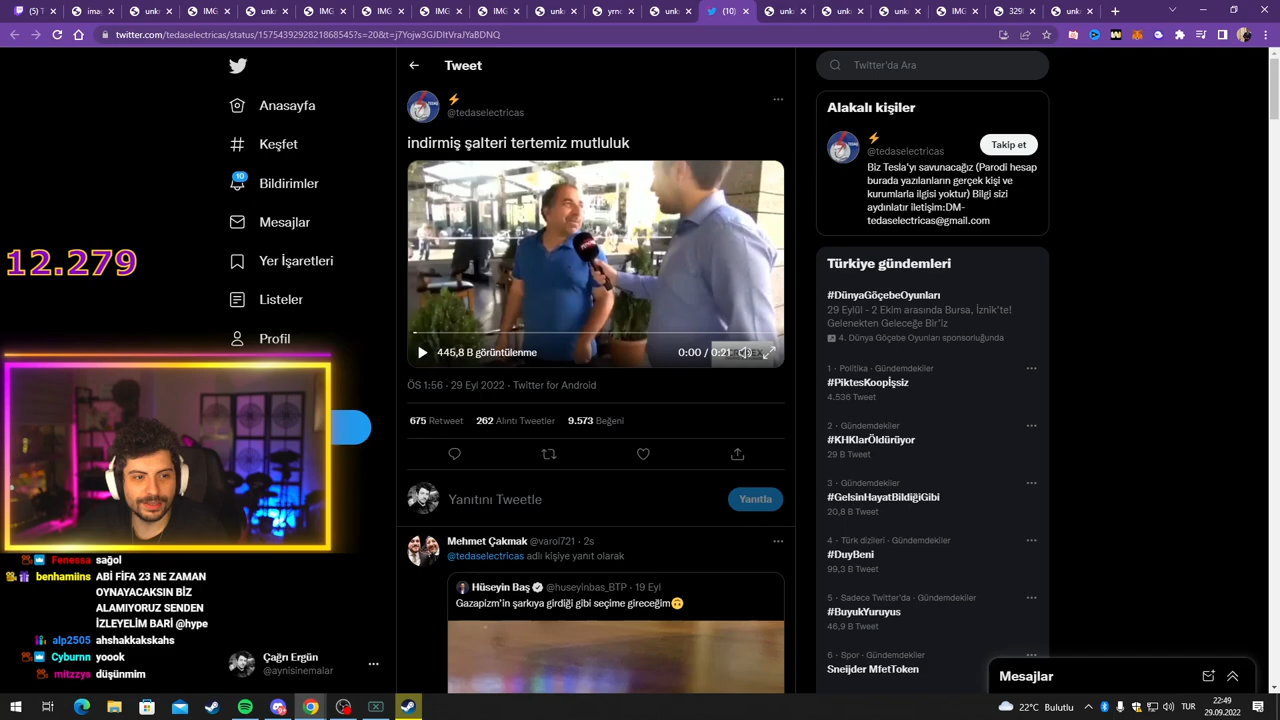 (10)
IMC
IMC
329
unk
twitter.com/tedaselectricas/status/1575439292821868545?s=20&t=j7Yojw3GJDItVraJYaBDNQ
Tweet
Twitter'da Ara
Anasayfa
Keşfet
10
Bildirimler
Mesajlar
Yer İşaretleri
Listeler
Profil
12.279
⚡
@tedaselectricas
indirmiş şalteri tertemiz mutluluk
445,8 B görüntülenme
0:00 / 0:21
ÖS 1:56 · 29 Eyl 2022 · Twitter for Android
675 Retweet 262 Alıntı Tweetler 9.573 Beğeni
Yanıtını Tweetle
Yanıtla
Mehmet Çakmak @varol721 · 2s
@tedaselectricas adlı kişiye yanıt olarak
Hüseyin Baş @huseyinbas_BTP · 19 Eyl
Gazapizm'in şarkıya girdiği gibi seçime gireceğim🙃
Alakalı kişiler
⚡
@tedaselectricas
Takip et
Biz Tesla'yı savunacağız (Parodi hesap
burada yazılanların gerçek kişi ve
kurumlarla ilgisi yoktur) Bilgi sizi
aydınlatır iletişim:DM-
tedaselectricas@gmail.com
Türkiye gündemleri
#DünyaGöçebeOyunları
29 Eylül - 2 Ekim arasında Bursa, İznik'te!
Gelenekten Geleceğe Bir'iz
4. Dünya Göçebe Oyunları sponsorluğunda
1 · Politika · Gündemdekiler
#PiktesKoopİşsiz
4.536 Tweet
2 · Gündemdekiler
#KHKlarÖldürüyor
29 B Tweet
3 · Gündemdekiler
#GelsinHayatBildiğiGibi
20,8 B Tweet
4 · Türk dizileri · Gündemdekiler
#DuyBeni
99,3 B Tweet
5 · Sadece Twitter'da · Gündemdekiler
#BuyukYuruyus
46,9 B Tweet
6 · Spor · Gündemdekiler
Sneijder MfetToken
Mesajlar
Fenessa sağol
benhamiins ABİ FİFA 23 NE ZAMAN
OYNAYACAKSIN BİZ
ALAMIYORUZ SENDEN
İZLEYELİM BARİ @hype
alp2505 ahshakkakskahs
Cyburnn yoook
mitzzys düşünmim
Çağrı Ergün
@aynisinemalar
22°C Bulutlu
TUR
22:49
29.09.2022